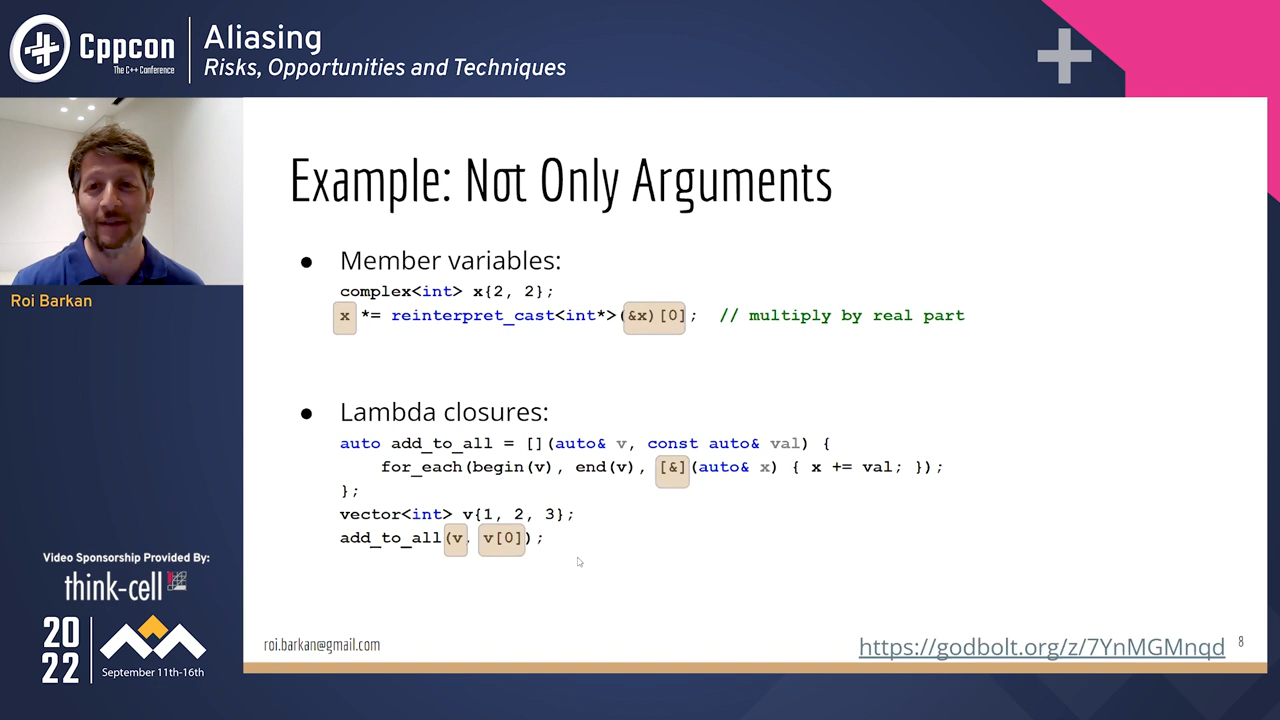 Cppcon
The C++ Conference
Aliasing
Risks, Opportunities and Techniques
Roi Barkan
Example: Not Only Arguments
● Member variables:
complex<int> x{2, 2};
x *= reinterpret_cast<int*>(&x)[0];  // multiply by real part
● Lambda closures:
auto add_to_all = [](auto& v, const auto& val) {
    for_each(begin(v), end(v), [&](auto& x) { x += val; });
};
vector<int> v{1, 2, 3};
add_to_all(v, v[0]);
Video Sponsorship Provided By:
think-cell
20
22
September 11th-16th
roi.barkan@gmail.com
https://godbolt.org/z/7YnMGMnqd
8